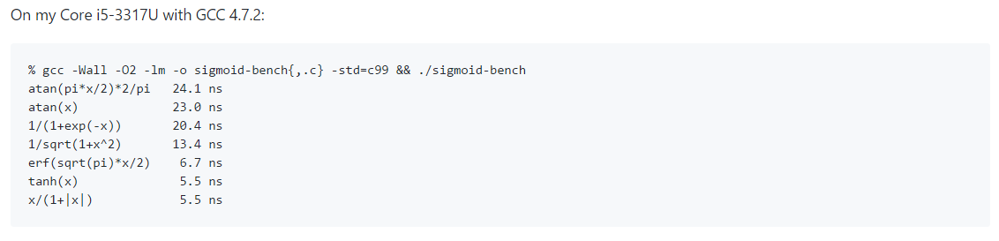 On my Core i5-3317U with GCC 4.7.2:
% gcc -Wall -O2 -lm -o sigmoid-bench{,.c} -std=c99 && ./sigmoid-bench
atan(pi*x/2)*2/pi   24.1 ns
atan(x)             23.0 ns
1/(1+exp(-x))       20.4 ns
1/sqrt(1+x^2)       13.4 ns
erf(sqrt(pi)*x/2)    6.7 ns
tanh(x)              5.5 ns
x/(1+|x|)            5.5 ns